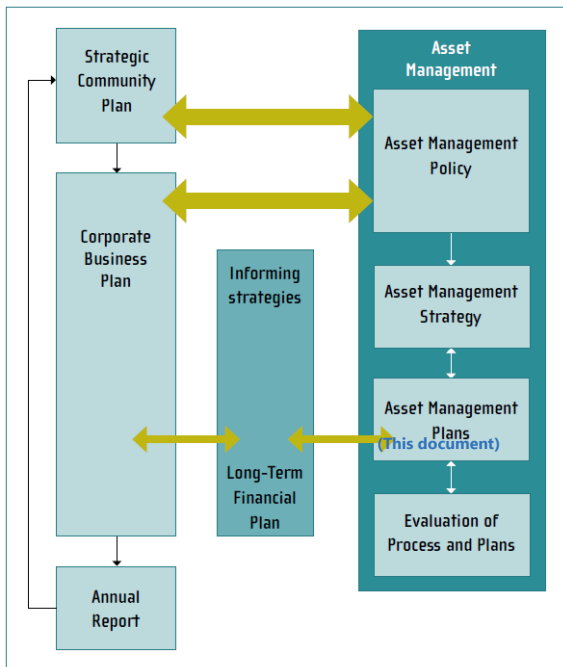 Strategic
Community
Plan
Corporate
Business
Plan
Annual
Report
Informing
strategies
Long-Term
Financial
Plan
Asset
Management
Asset Management
Policy
Asset Management
Strategy
Asset Management
Plans
(This document)
Evaluation of
Process and Plans